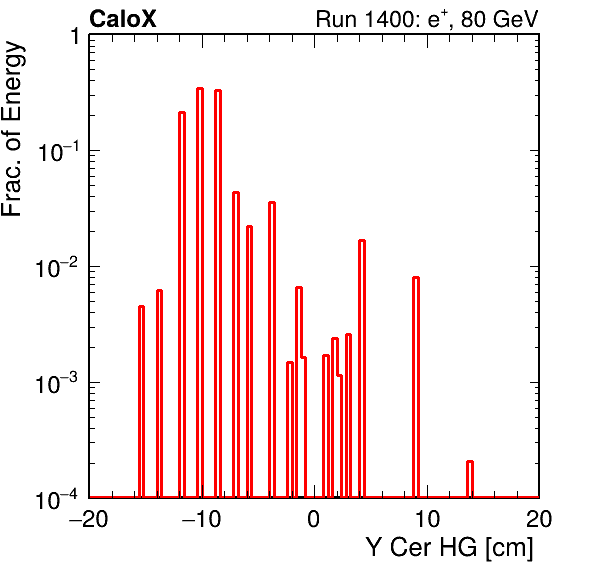 CaloX Run 1400: e⁺, 80 GeV
Frac. of Energy
1
10⁻¹
10⁻²
10⁻³
10⁻⁴
−20 −10 0 10 20
Y Cer HG [cm]